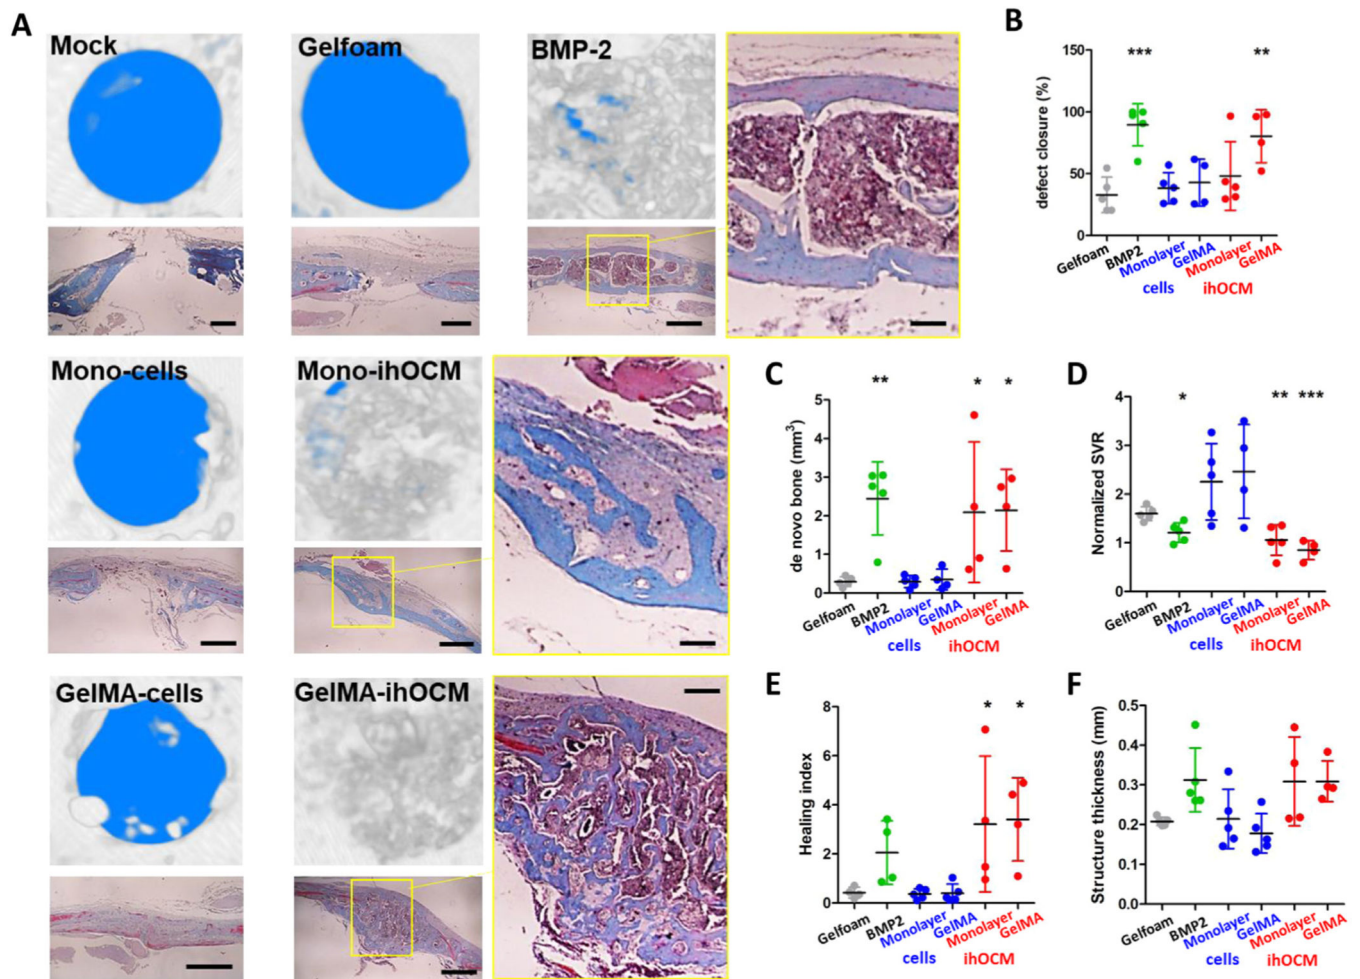 A
Mock
Gelfoam
BMP-2
Mono-cells
Mono-ihOCM
GelMA-cells
GelMA-ihOCM
B
defect closure (%)
150
100
50
0
***
**
Gelfoam
BMP2
Monolayer
GelMA
Monolayer
GelMA
cells
ihOCM
C
de novo bone (mm³)
5
4
3
2
1
0
**
*
*
Gelfoam
BMP2
Monolayer
GelMA
Monolayer
GelMA
cells
ihOCM
D
Normalized SVR
4
3
2
1
0
*
**
***
Gelfoam
BMP2
Monolayer
GelMA
Monolayer
GelMA
cells
ihOCM
E
Healing index
8
6
4
2
0
*
*
Gelfoam
BMP2
Monolayer
GelMA
Monolayer
GelMA
cells
ihOCM
F
Structure thickness (mm)
0.5
0.4
0.3
0.2
0.1
0.0
Gelfoam
BMP2
Monolayer
GelMA
Monolayer
GelMA
cells
ihOCM